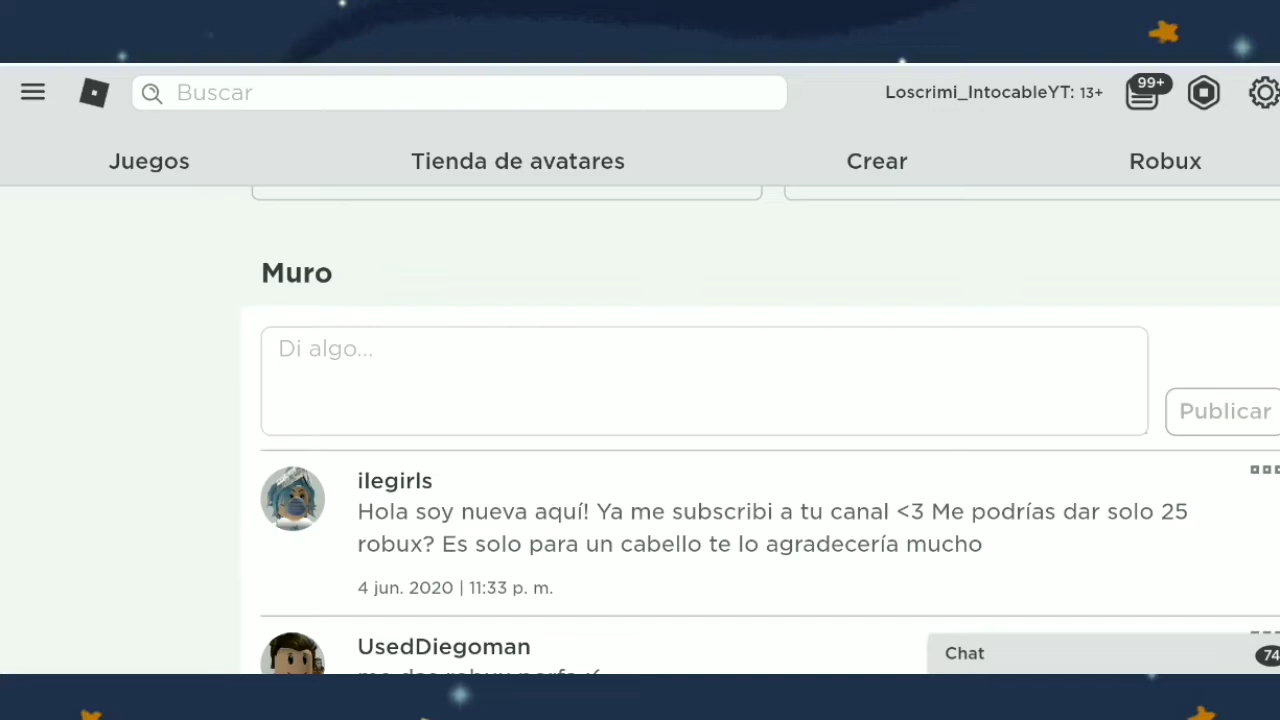 Buscar
Loscrimi_IntocableYT: 13+
99+
Juegos
Tienda de avatares
Crear
Robux
Muro
Di algo...
Publicar
ilegirls
Hola soy nueva aquí! Ya me subscribi a tu canal <3 Me podrías dar solo 25
robux? Es solo para un cabello te lo agradecería mucho
4 jun. 2020 | 11:33 p. m.
UsedDiegoman
Chat
74